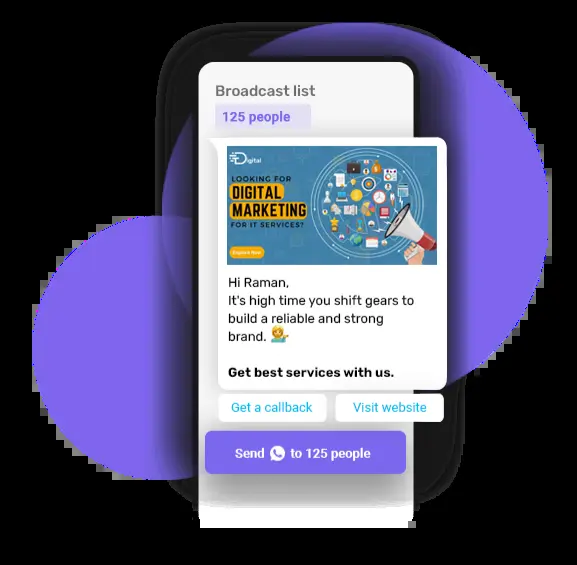 Broadcast list
125 people
Digital
LOOKING FOR
DIGITAL
MARKETING
FOR IT SERVICES?
Explore Now
Hi Raman,
It's high time you shift gears to
build a reliable and strong
brand. 💁
Get best services with us.
Get a callback
Visit website
Send to 125 people